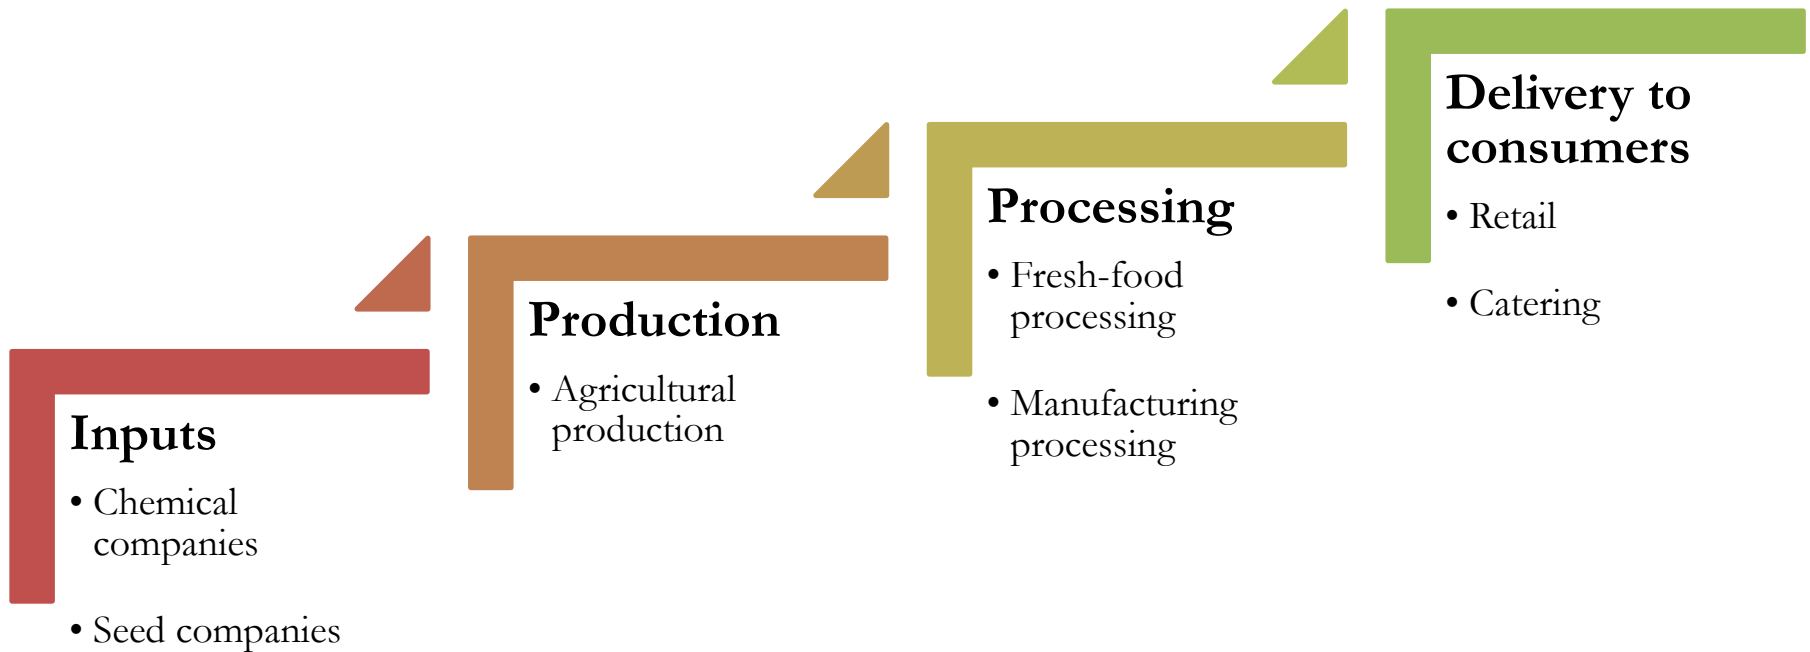 Inputs
• Chemical
companies
• Seed companies
Production
• Agricultural
production
Processing
• Fresh-food
processing
• Manufacturing
processing
Delivery to
consumers
• Retail
• Catering